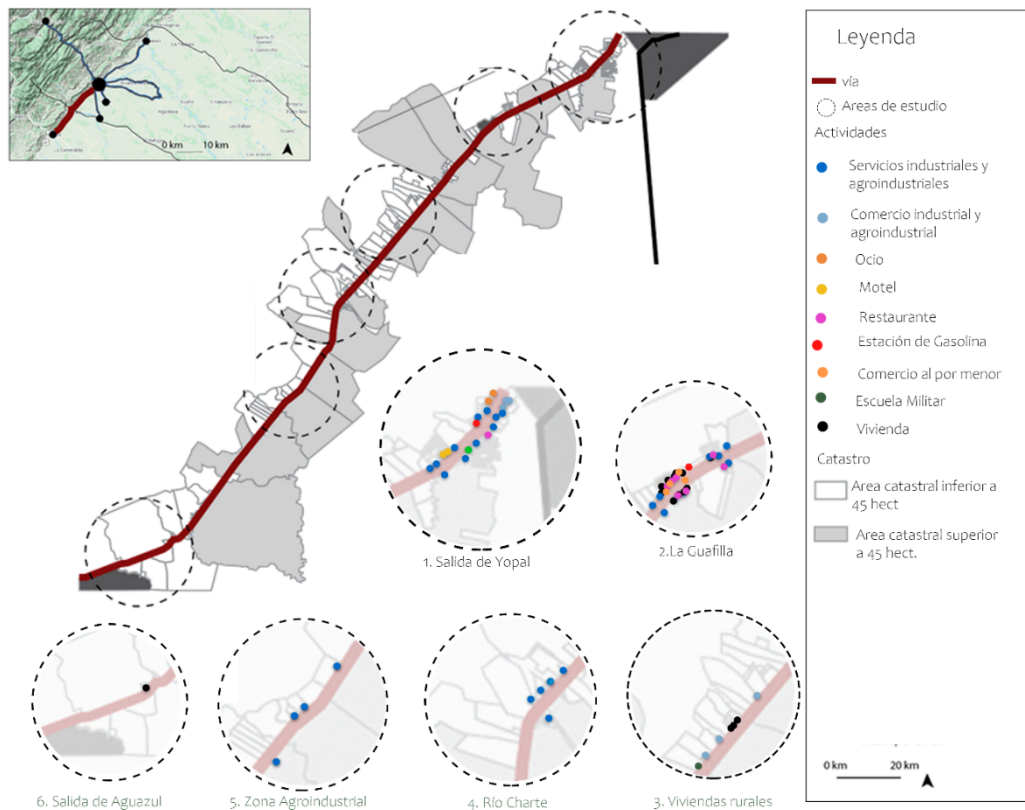 0 km 10 km
Leyenda
vía
Areas de estudio
Actividades
Servicios industriales y
agroindustriales
Comercio industrial y
agroindustrial
Ocio
Motel
Restaurante
Estación de Gasolina
Comercio al por menor
Escuela Militar
Vivienda
Catastro
Area catastral inferior a
45 hect
Area catastral superior
a 45 hect.
0 km 20 km
1. Salida de Yopal
2.La Guafilla
6. Salida de Aguazul
5. Zona Agroindustrial
4. Río Charte
3. Viviendas rurales